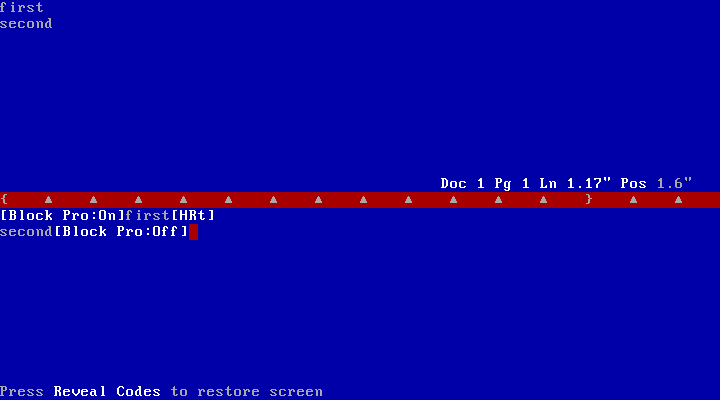 first
second
Doc 1 Pg 1 Ln 1.17" Pos 1.6"
{ ▲ ▲ ▲ ▲ ▲ ▲ ▲ ▲ ▲ ▲ ▲ ▲ } ▲ ▲
[Block Pro:On]first[HRt]
second[Block Pro:Off]
Press Reveal Codes to restore screen